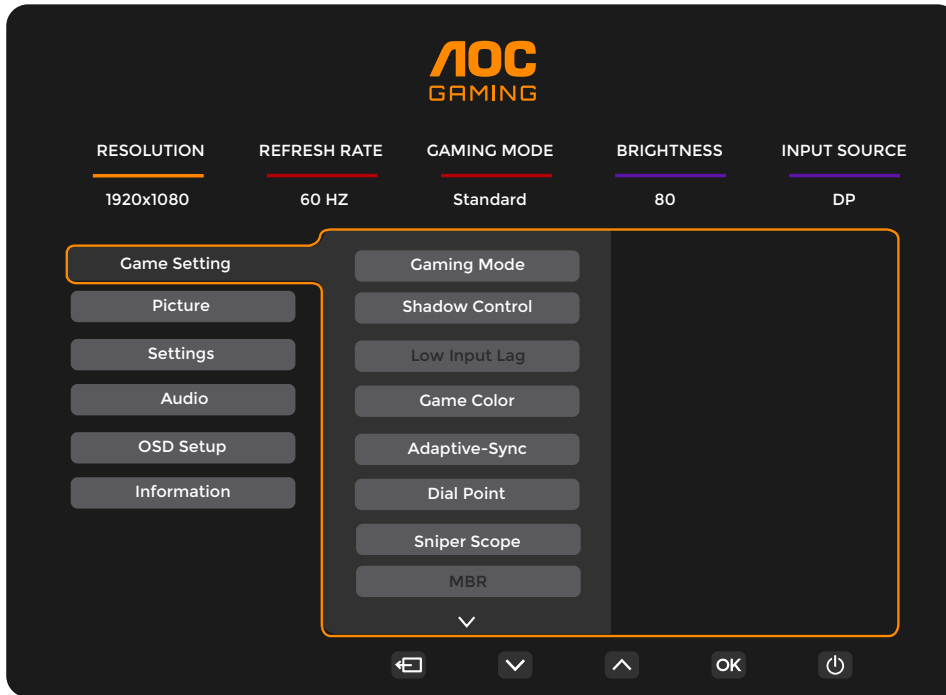 AOC
GAMING
RESOLUTION REFRESH RATE GAMING MODE BRIGHTNESS INPUT SOURCE
1920x1080 60 HZ Standard 80 DP
Game Setting
Picture
Settings
Audio
OSD Setup
Information
Gaming Mode
Shadow Control
Low Input Lag
Game Color
Adaptive-Sync
Dial Point
Sniper Scope
MBR
OK